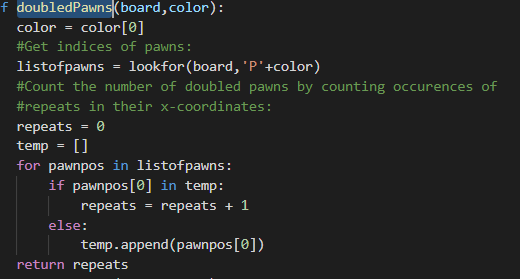 f doubledPawns(board,color):
color = color[0]
#Get indices of pawns:
listofpawns = lookfor(board,'P'+color)
#Count the number of doubled pawns by counting occurences of
#repeats in their x-coordinates:
repeats = 0
temp = []
for pawnpos in listofpawns:
if pawnpos[0] in temp:
repeats = repeats + 1
else:
temp.append(pawnpos[0])
return repeats